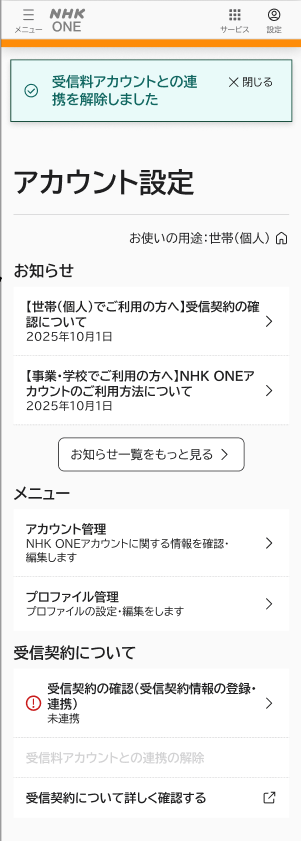 メニュー
NHK
ONE
サービス
設定
受信料アカウントとの連
携を解除しました
閉じる
アカウント設定
お使いの用途：世帯（個人）
お知らせ
【世帯（個人）でご利用の方へ】受信契約の確
認について
2025年10月1日
【事業・学校でご利用の方へ】NHK ONEア
カウントのご利用方法について
2025年10月1日
お知らせ一覧をもっと見る
メニュー
アカウント管理
NHK ONEアカウントに関する情報を確認・
編集します
プロファイル管理
プロファイルの設定・編集をします
受信契約について
受信契約の確認（受信契約情報の登録・
連携）
未連携
受信料アカウントとの連携の解除
受信契約について詳しく確認する